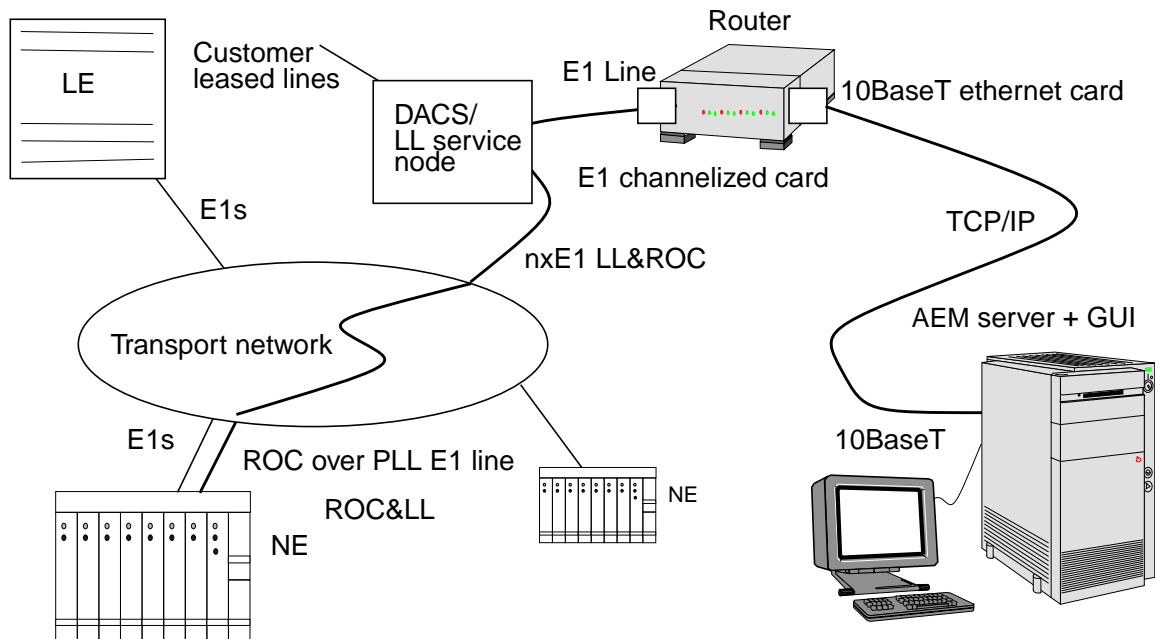 Router
LE
Customer
leased lines
E1 Line
10BaseT ethernet card
DACS/
LL service
node
E1 channelized card
E1s
TCP/IP
nxE1 LL&ROC
AEM server + GUI
Transport network
E1s
10BaseT
ROC over PLL E1 line
ROC&LL
NE
NE